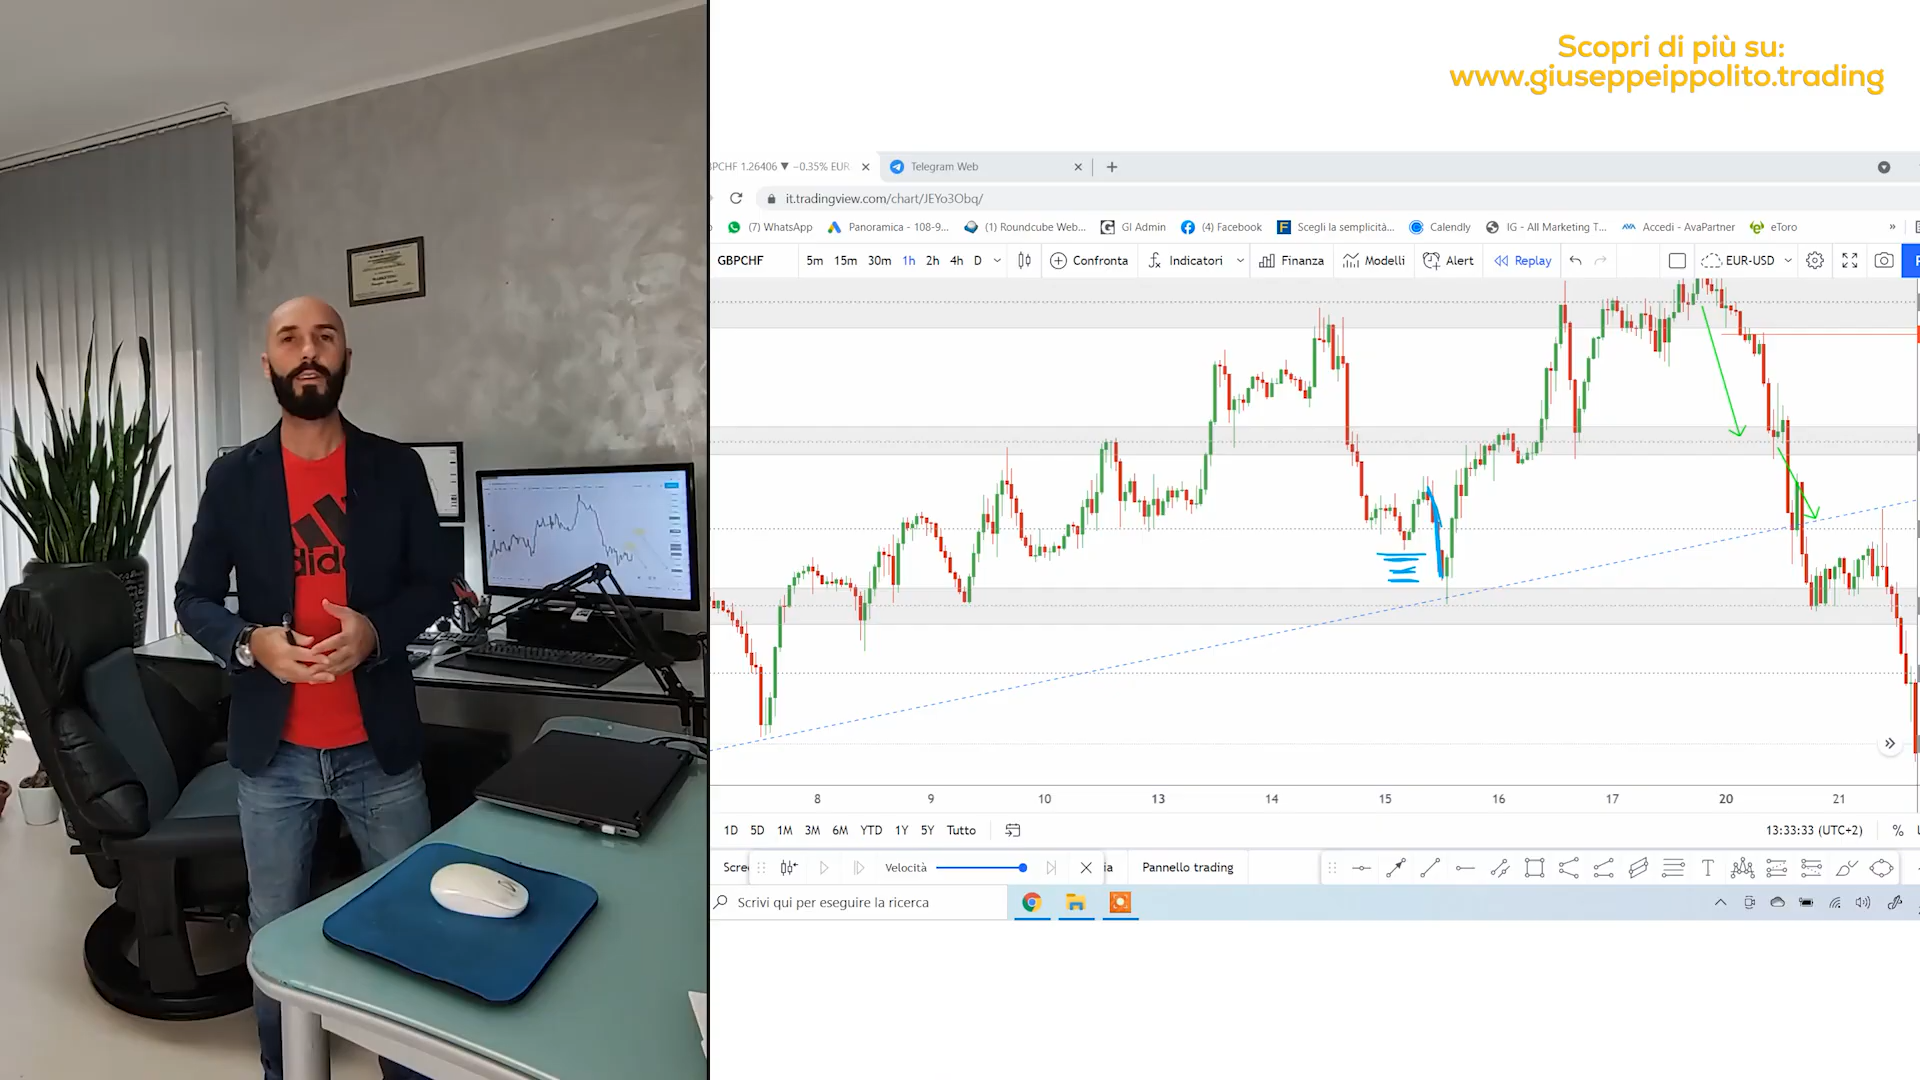 Scopri di più su:
www.giuseppeippolito.trading
PCHF 1.26406 ▼ −0.35% EUR
Telegram Web
it.tradingview.com/chart/JEYo3Obq/
(7) WhatsApp
Panoramica - 108-9...
(1) Roundcube Web...
GI Admin
(4) Facebook
Scegli la semplicità...
Calendly
IG - All Marketing T...
Accedi - AvaPartner
eToro
GBPCHF
5m 15m 30m 1h 2h 4h D
Confronta
Indicatori
Finanza
Modelli
Alert
Replay
EUR-USD
adidas
8 9 10 13 14 15 16 17 20 21
1D 5D 1M 3M 6M YTD 1Y 5Y Tutto
13:33:33 (UTC+2)
%
Scre
Velocità
ia
Pannello trading
Scrivi qui per eseguire la ricerca